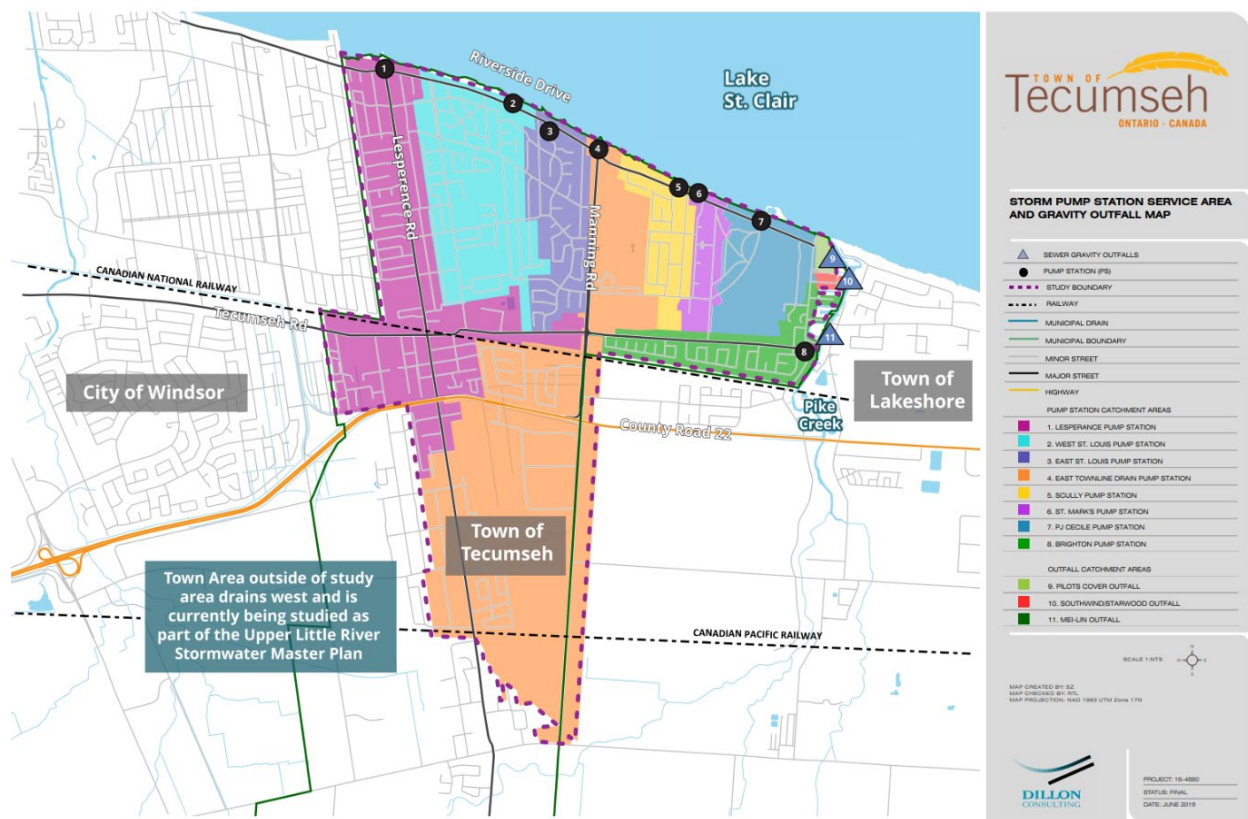 1
2
3
4
5
6
7
8
9
10
11
Riverside Drive
Lake
St. Clair
Lesperence Rd
Manning Rd
CANADIAN NATIONAL RAILWAY
Tecumseh Rd
City of Windsor
Town of
Lakeshore
Pike
Creek
County Road 22
Town of
Tecumseh
Town Area outside of study
area drains west and is
currently being studied as
part of the Upper Little River
Stormwater Master Plan
CANADIAN PACIFIC RAILWAY
TOWN OF
Tecumseh
ONTARIO - CANADA
STORM PUMP STATION SERVICE AREA
AND GRAVITY OUTFALL MAP
SEWER GRAVITY OUTFALLS
PUMP STATION (PS)
STUDY BOUNDARY
RAILWAY
MUNICIPAL DRAIN
MUNICIPAL BOUNDARY
MINOR STREET
MAJOR STREET
HIGHWAY
PUMP STATION CATCHMENT AREAS
1. LESPERANCE PUMP STATION
2. WEST ST. LOUIS PUMP STATION
3. EAST ST. LOUIS PUMP STATION
4. EAST TOWNLINE DRAIN PUMP STATION
5. SCULLY PUMP STATION
6. ST. MARK'S PUMP STATION
7. PJ CECILE PUMP STATION
8. BRIGHTON PUMP STATION
OUTFALL CATCHMENT AREAS
9. PILOTS COVER OUTFALL
10. SOUTHWIND/STARWOOD OUTFALL
11. MEI-LIN OUTFALL
SCALE 1:NTS
MAP CREATED BY: SZ
MAP CHECKED BY: RTL
MAP PROJECTION: NAD 1983 UTM Zone 17N
DILLON
CONSULTING
PROJECT: 16-4880
STATUS: FINAL
DATE: JUNE 2019